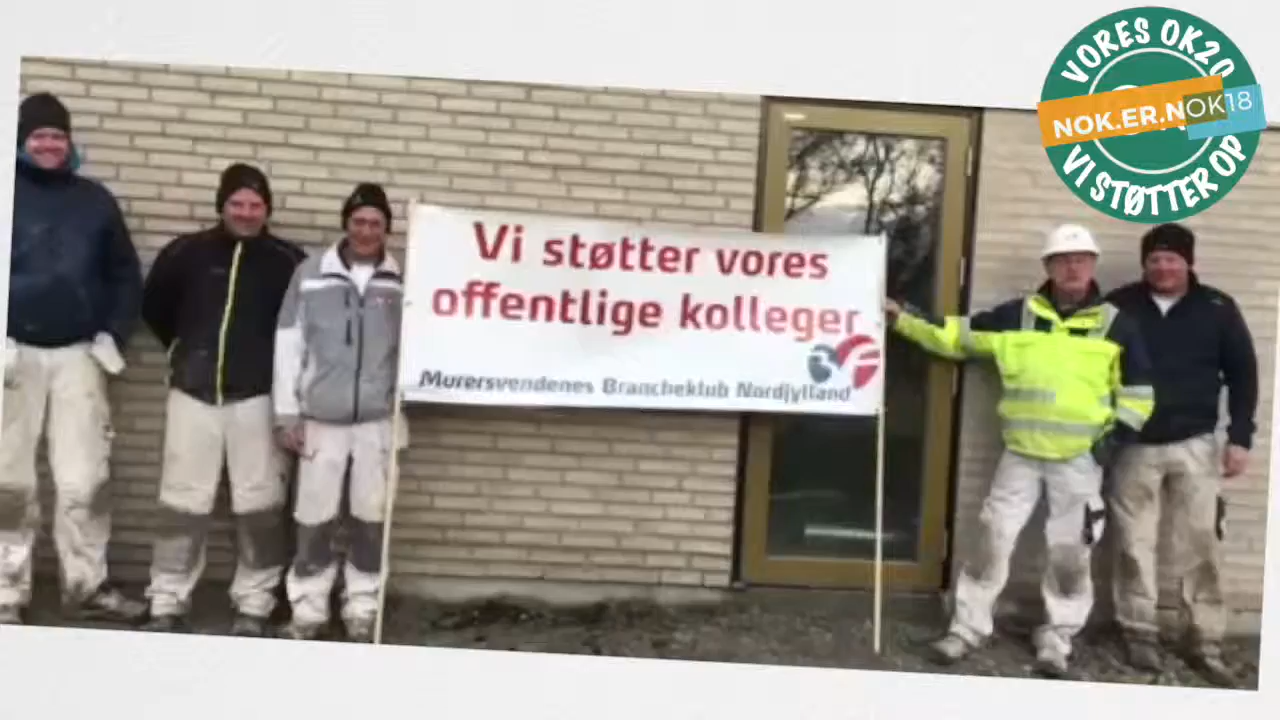 VORES OK20
NOK.ER.NOK18
VI STØTTER OP
Vi støtter vores
offentlige kolleger
Murersvendenes Brancheklub Nordjylland